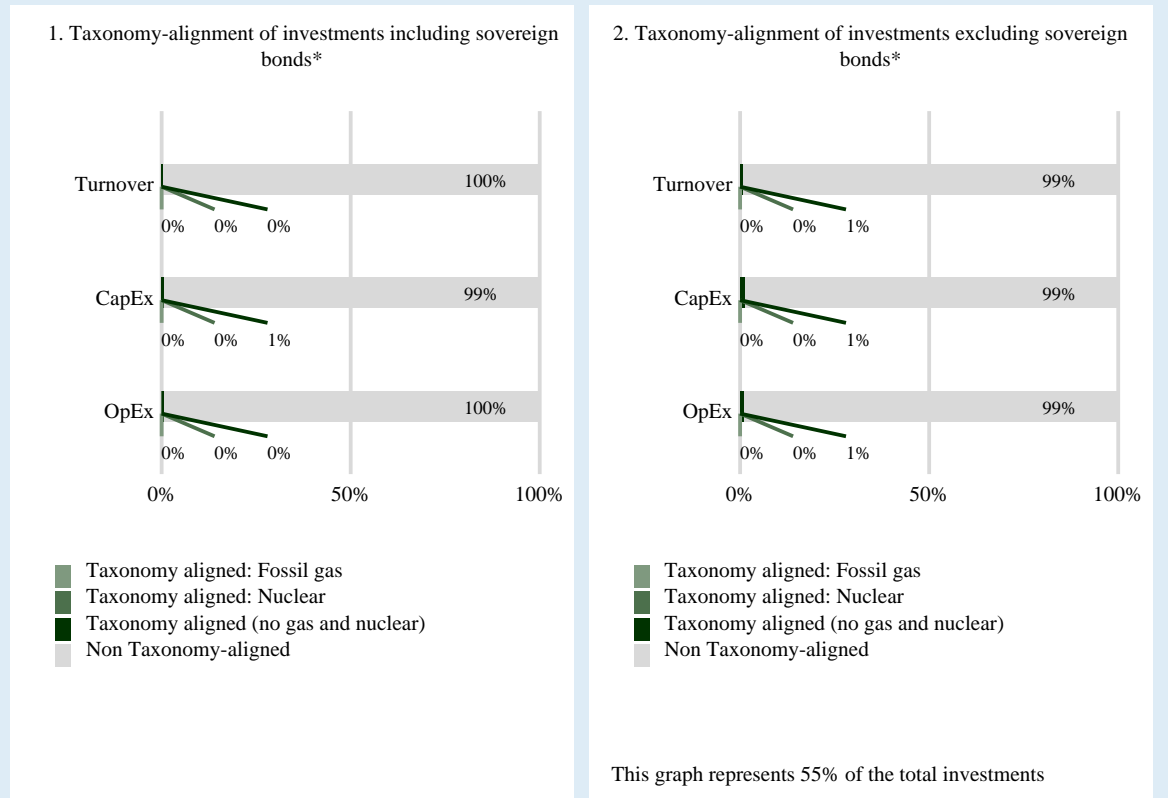 1. Taxonomy-alignment of investments including sovereign
bonds*
Turnover
100%
0% 0% 0%
CapEx
99%
0% 0% 1%
OpEx
100%
0% 0% 0%
0% 50% 100%
Taxonomy aligned: Fossil gas
Taxonomy aligned: Nuclear
Taxonomy aligned (no gas and nuclear)
Non Taxonomy-aligned
2. Taxonomy-alignment of investments excluding sovereign
bonds*
Turnover
99%
0% 0% 1%
CapEx
99%
0% 0% 1%
OpEx
99%
0% 0% 1%
0% 50% 100%
Taxonomy aligned: Fossil gas
Taxonomy aligned: Nuclear
Taxonomy aligned (no gas and nuclear)
Non Taxonomy-aligned
This graph represents 55% of the total investments